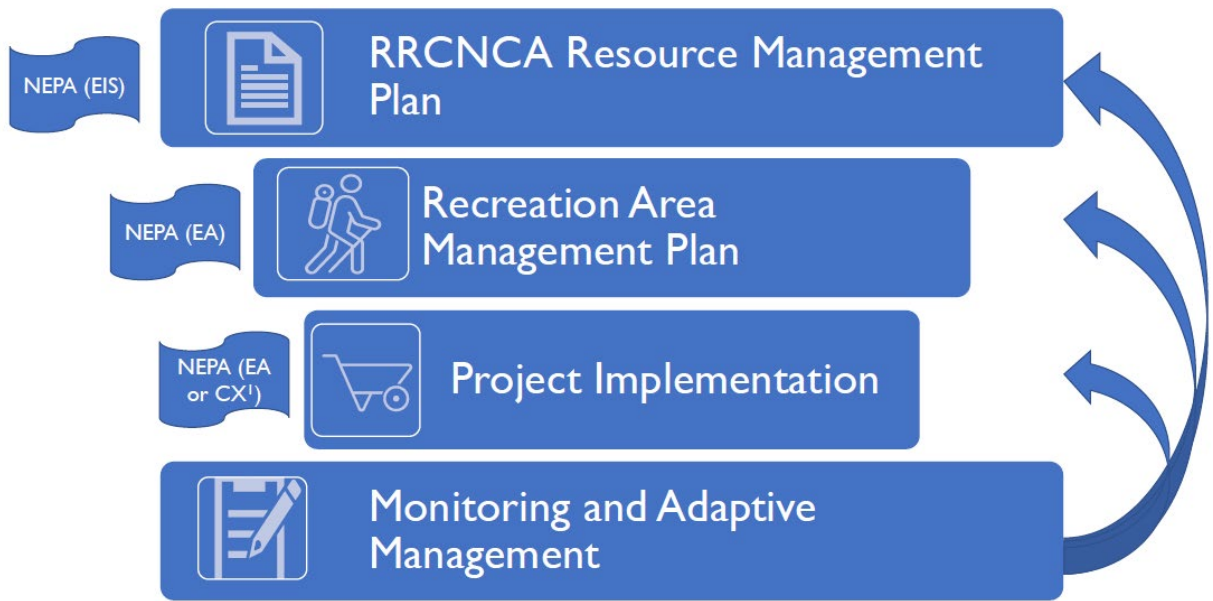 NEPA (EIS)
RRCNCA Resource Management
Plan
NEPA (EA)
Recreation Area
Management Plan
NEPA (EA
or CX¹)
Project Implementation
Monitoring and Adaptive
Management